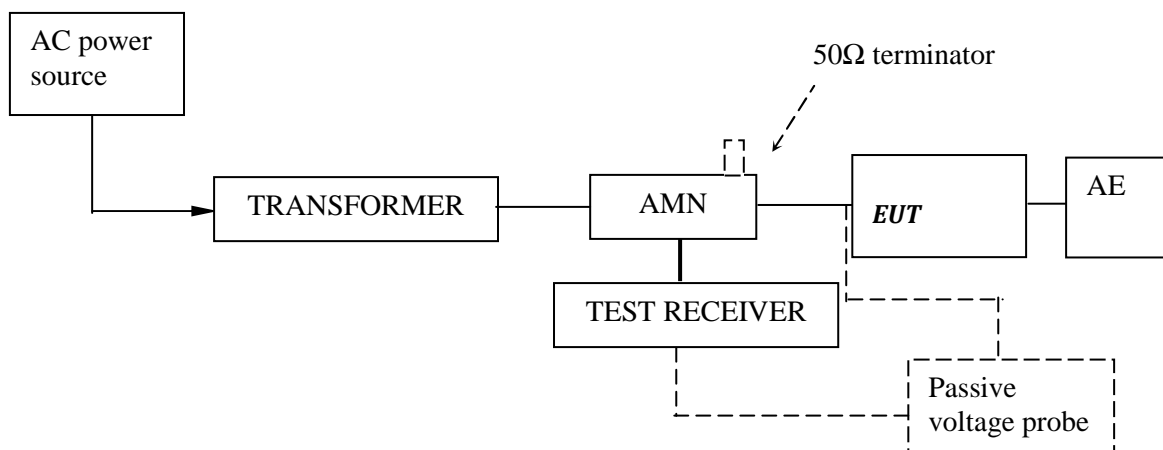 AC power
source
50Ω terminator
TRANSFORMER
AMN
EUT
AE
TEST RECEIVER
Passive
voltage probe